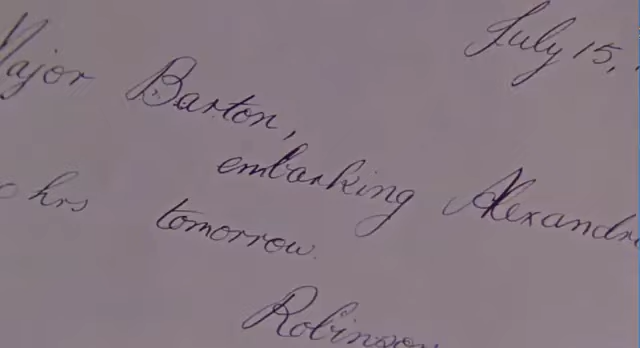 July 15,
Major Barton,
embarking Alexandr
hrs tomorrow.
Robinson